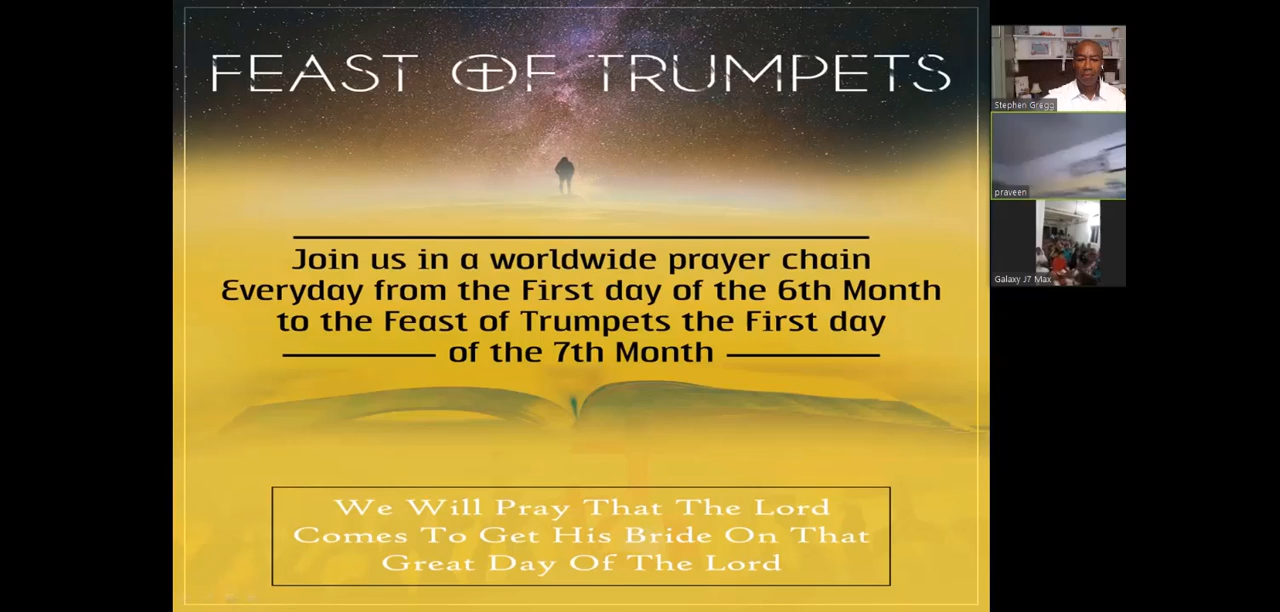 FEAST OF TRUMPETS
Join us in a worldwide prayer chain
Everyday from the First day of the 6th Month
to the Feast of Trumpets the First day
of the 7th Month
We Will Pray That The Lord
Comes To Get His Bride On That
Great Day Of The Lord
Stephen Gregg
praveen
Galaxy J7 Max